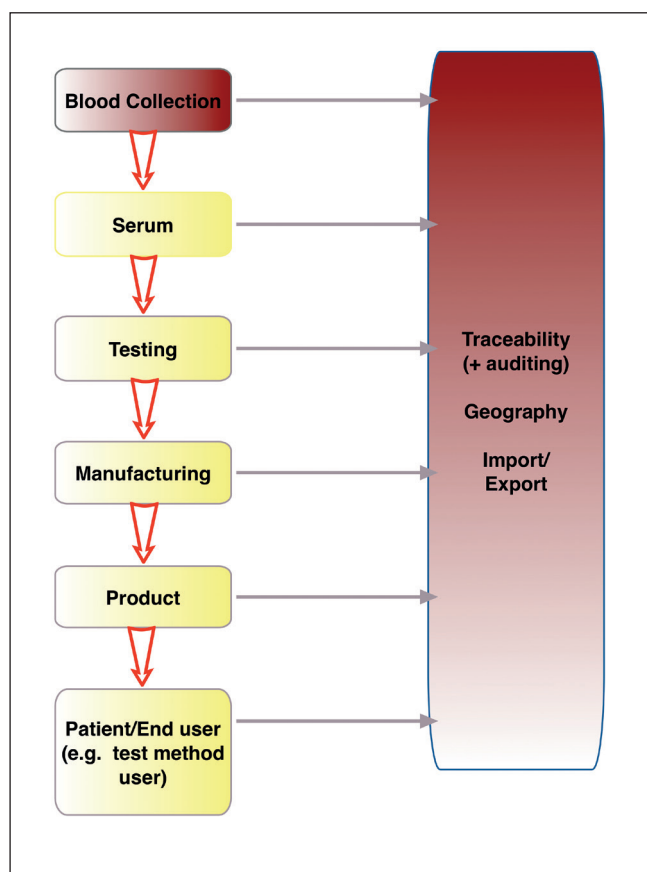 Blood Collection
Serum
Testing
Manufacturing
Product
Patient/End user
(e.g. test method
user)
Traceability
(+ auditing)
Geography
Import/
Export